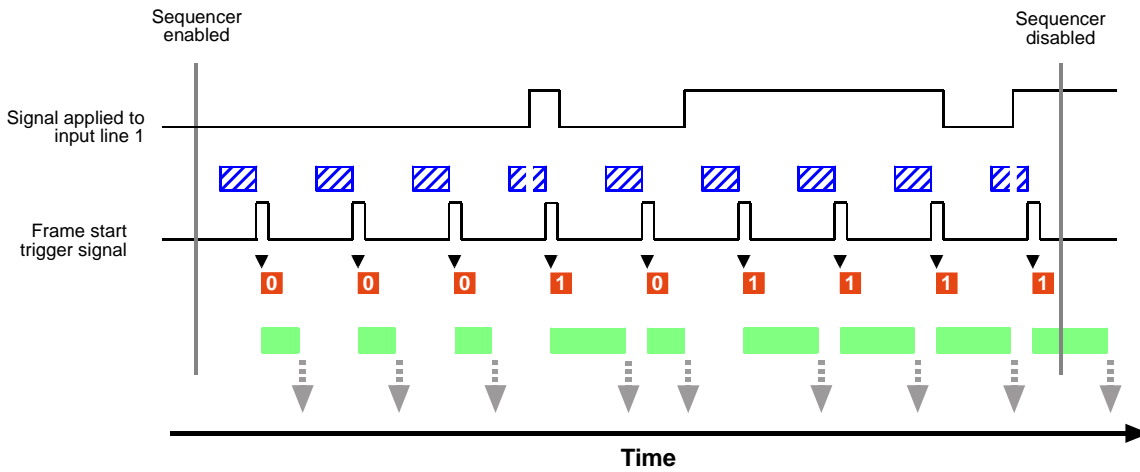 Sequencer
enabled
Sequencer
disabled
Signal applied to
input line 1
Frame start
trigger signal
0
0
0
1
0
1
1
1
1
Time